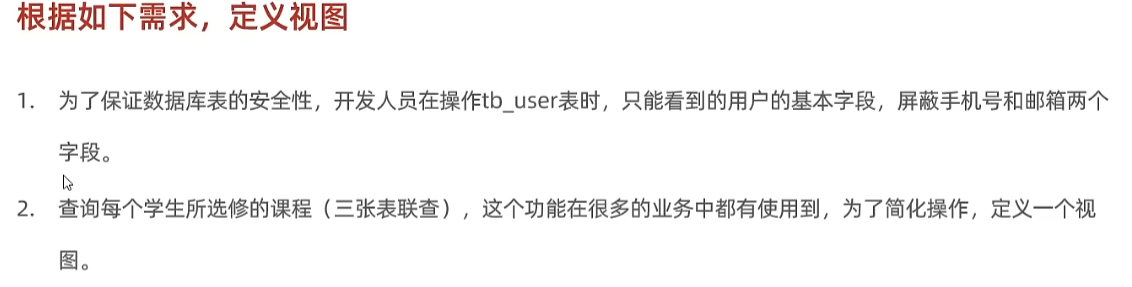 根据如下需求，定义视图
1. 为了保证数据库表的安全性，开发人员在操作tb_user表时，只能看到的用户的基本字段，屏蔽手机号和邮箱两个
字段。
2. 查询每个学生所选修的课程（三张表联查），这个功能在很多的业务中都有使用到，为了简化操作，定义一个视
图。